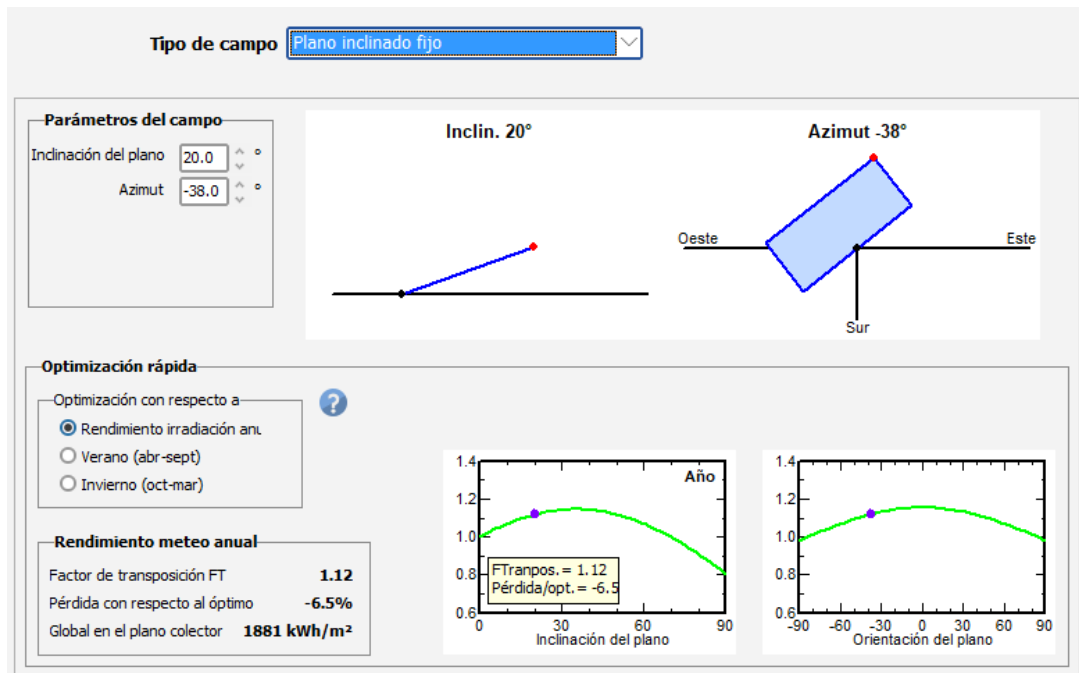 Tipo de campo Plano inclinado fijo
Parámetros del campo
Inclinación del plano 20.0 °
Azimut -38.0 °
Inclin. 20°
Azimut -38°
Oeste
Este
Sur
Optimización rápida
Optimización con respecto a
Rendimiento irradiación anu
Verano (abr-sept)
Invierno (oct-mar)
?
Rendimiento meteo anual
Factor de transposición FT 1.12
Pérdida con respecto al óptimo -6.5%
Global en el plano colector 1881 kWh/m²
Año
1.4
1.2
1.0
0.8
0.6
FTranpos.= 1.12
Pérdida/opt.= -6.5
0 30 60 90
Inclinación del plano
1.4
1.2
1.0
0.8
0.6
-90 -60 -30 0 30 60 90
Orientación del plano